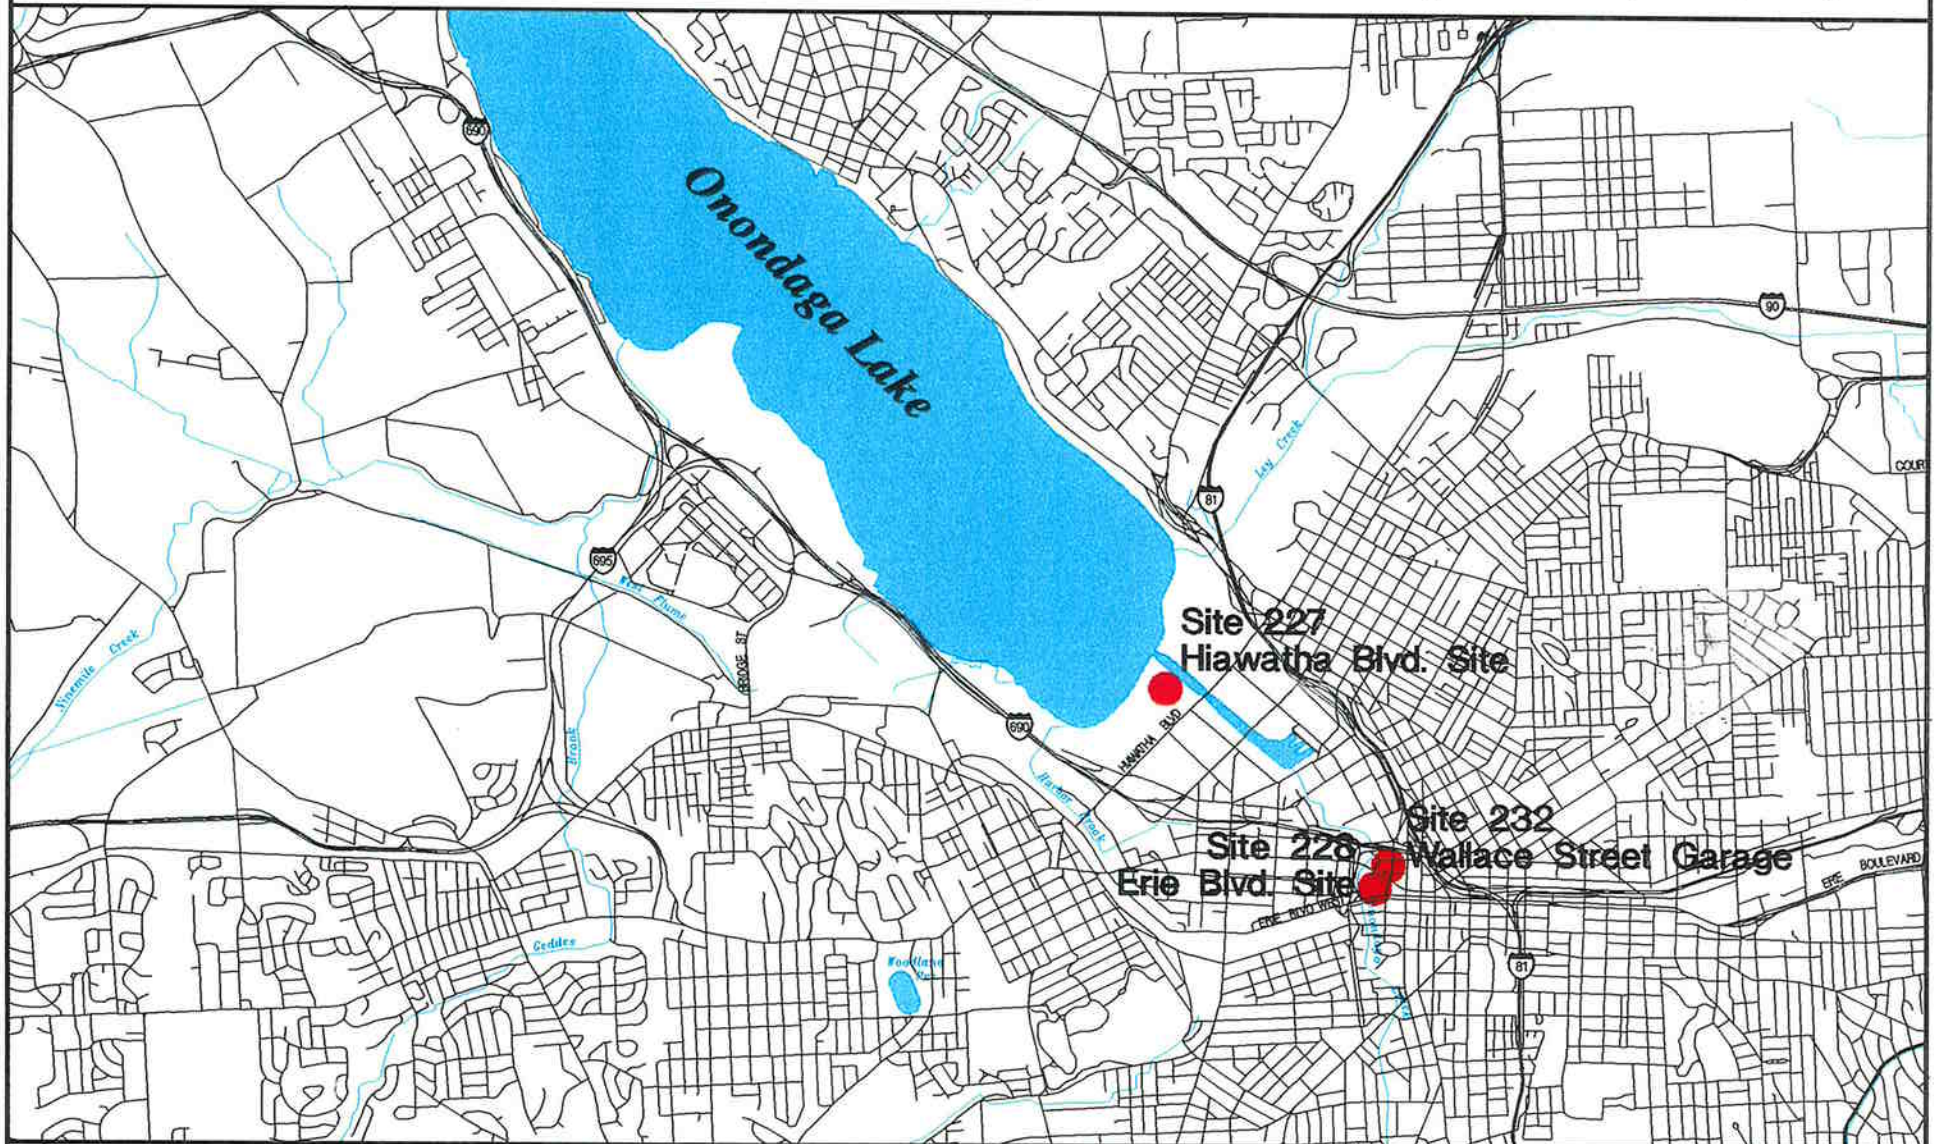 690
Onondaga Lake
90
Ley Creek
COUR
81
695
West Flume
Site 227
Hiawatha Blvd. Site
BRIDGE ST
Ninemile Creek
HIAWATHA BLVD
690
Brook
Harbor Brook
Site 232
Wallace Street Garage
Site 228
Erie Blvd. Site
ERIE BOULEVARD
ERIE BLVD WEST
Geddes
Woodland
Res
81